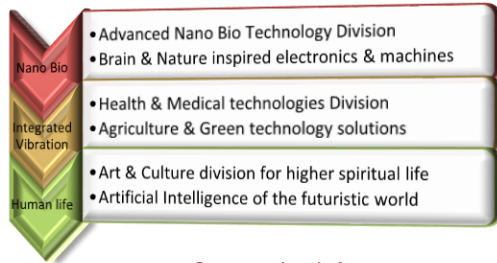 Nano Bio
• Advanced Nano Bio Technology Division
• Brain & Nature inspired electronics & machines
Integrated
Vibration
• Health & Medical technologies Division
• Agriculture & Green technology solutions
Human life
• Art & Culture division for higher spiritual life
• Artificial Intelligence of the futuristic world